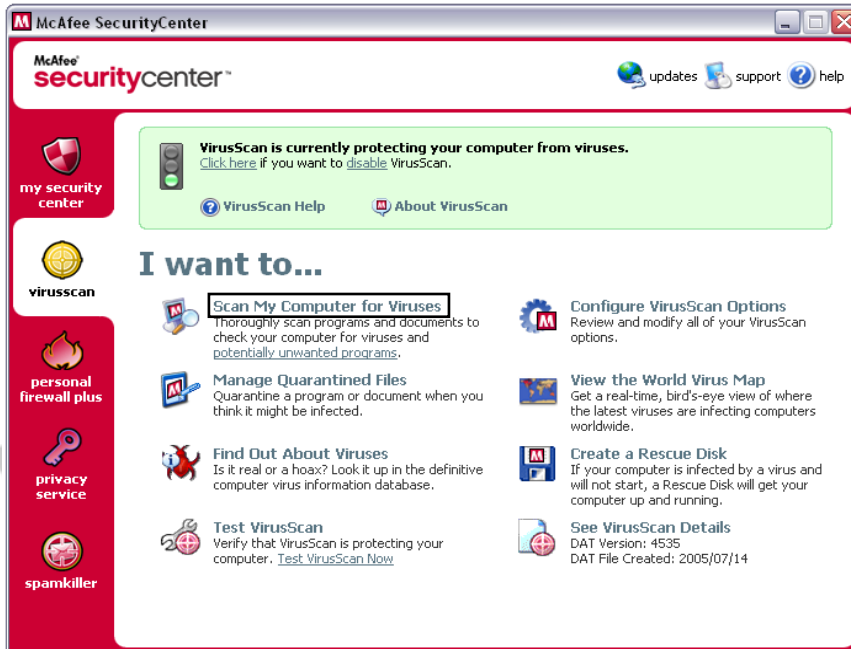 McAfee SecurityCenter
McAfee®
securitycenter™
updates
support
help
my security
center
virusscan
personal
firewall plus
privacy
service
spamkiller
VirusScan is currently protecting your computer from viruses.
Click here if you want to disable VirusScan.
VirusScan Help
About VirusScan
I want to...
Scan My Computer for Viruses
Thoroughly scan programs and documents to
check your computer for viruses and
potentially unwanted programs.
Configure VirusScan Options
Review and modify all of your VirusScan
options.
Manage Quarantined Files
Quarantine a program or document when you
think it might be infected.
View the World Virus Map
Get a real-time, bird's-eye view of where
the latest viruses are infecting computers
worldwide.
Find Out About Viruses
Is it real or a hoax? Look it up in the definitive
computer virus information database.
Create a Rescue Disk
If your computer is infected by a virus and
will not start, a Rescue Disk will get your
computer up and running.
Test VirusScan
Verify that VirusScan is protecting your
computer. Test VirusScan Now
See VirusScan Details
DAT Version: 4535
DAT File Created: 2005/07/14